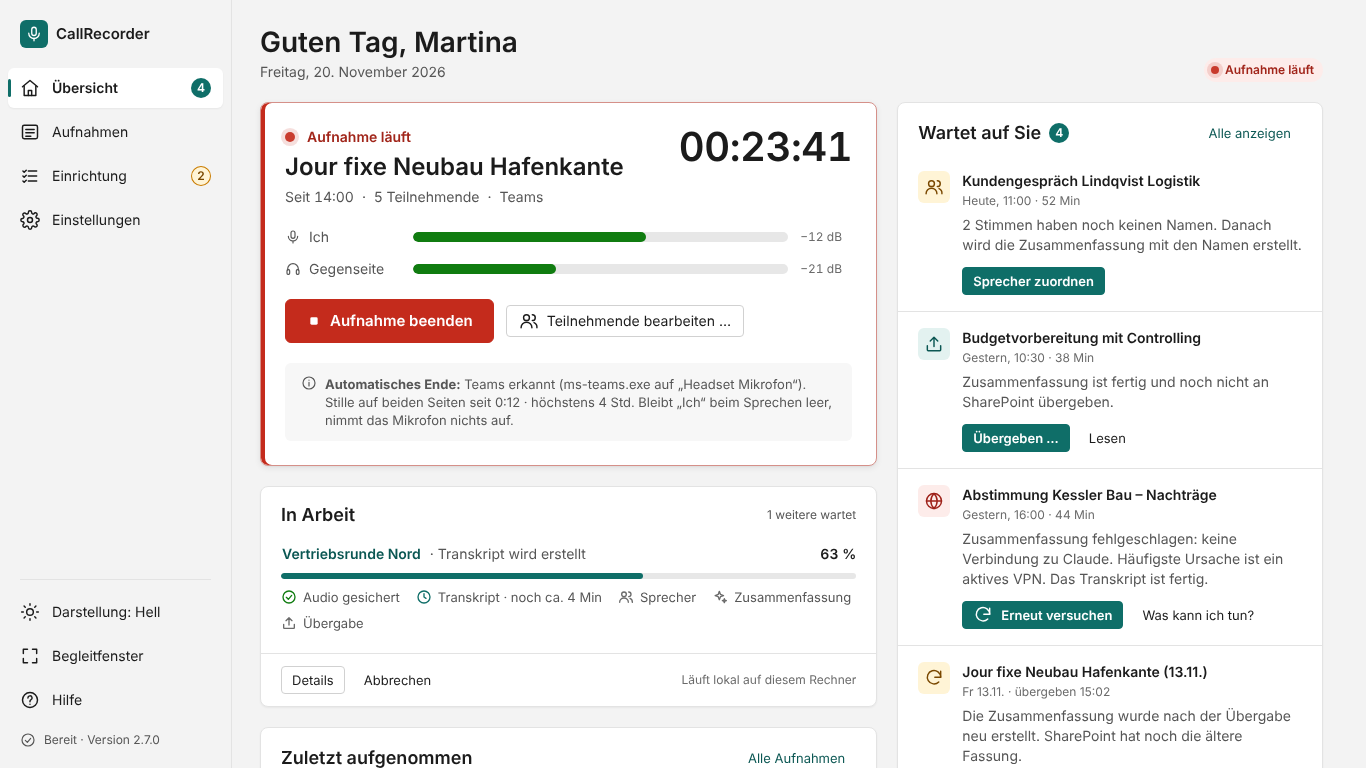 CallRecorder
Übersicht
4
Aufnahmen
Einrichtung
2
Einstellungen
Darstellung: Hell
Begleitfenster
Hilfe
Bereit · Version 2.7.0
Guten Tag, Martina
Freitag, 20. November 2026
Aufnahme läuft
Aufnahme läuft
00:23:41
Jour fixe Neubau Hafenkante
Seit 14:00 · 5 Teilnehmende · Teams
Ich
−12 dB
Gegenseite
−21 dB
Aufnahme beenden
Teilnehmende bearbeiten ...
Automatisches Ende: Teams erkannt (ms-teams.exe auf „Headset Mikrofon“).
Stille auf beiden Seiten seit 0:12 · höchstens 4 Std. Bleibt „Ich“ beim Sprechen leer,
nimmt das Mikrofon nichts auf.
In Arbeit
1 weitere wartet
Vertriebsrunde Nord · Transkript wird erstellt
63 %
Audio gesichert
Transkript · noch ca. 4 Min
Sprecher
Zusammenfassung
Übergabe
Details
Abbrechen
Läuft lokal auf diesem Rechner
Zuletzt aufgenommen
Alle Aufnahmen
Wartet auf Sie
4
Alle anzeigen
Kundengespräch Lindqvist Logistik
Heute, 11:00 · 52 Min
2 Stimmen haben noch keinen Namen. Danach
wird die Zusammenfassung mit den Namen erstellt.
Sprecher zuordnen
Budgetvorbereitung mit Controlling
Gestern, 10:30 · 38 Min
Zusammenfassung ist fertig und noch nicht an
SharePoint übergeben.
Übergeben ...
Lesen
Abstimmung Kessler Bau – Nachträge
Gestern, 16:00 · 44 Min
Zusammenfassung fehlgeschlagen: keine
Verbindung zu Claude. Häufigste Ursache ist ein
aktives VPN. Das Transkript ist fertig.
Erneut versuchen
Was kann ich tun?
Jour fixe Neubau Hafenkante (13.11.)
Fr 13.11. · übergeben 15:02
Die Zusammenfassung wurde nach der Übergabe
neu erstellt. SharePoint hat noch die ältere
Fassung.